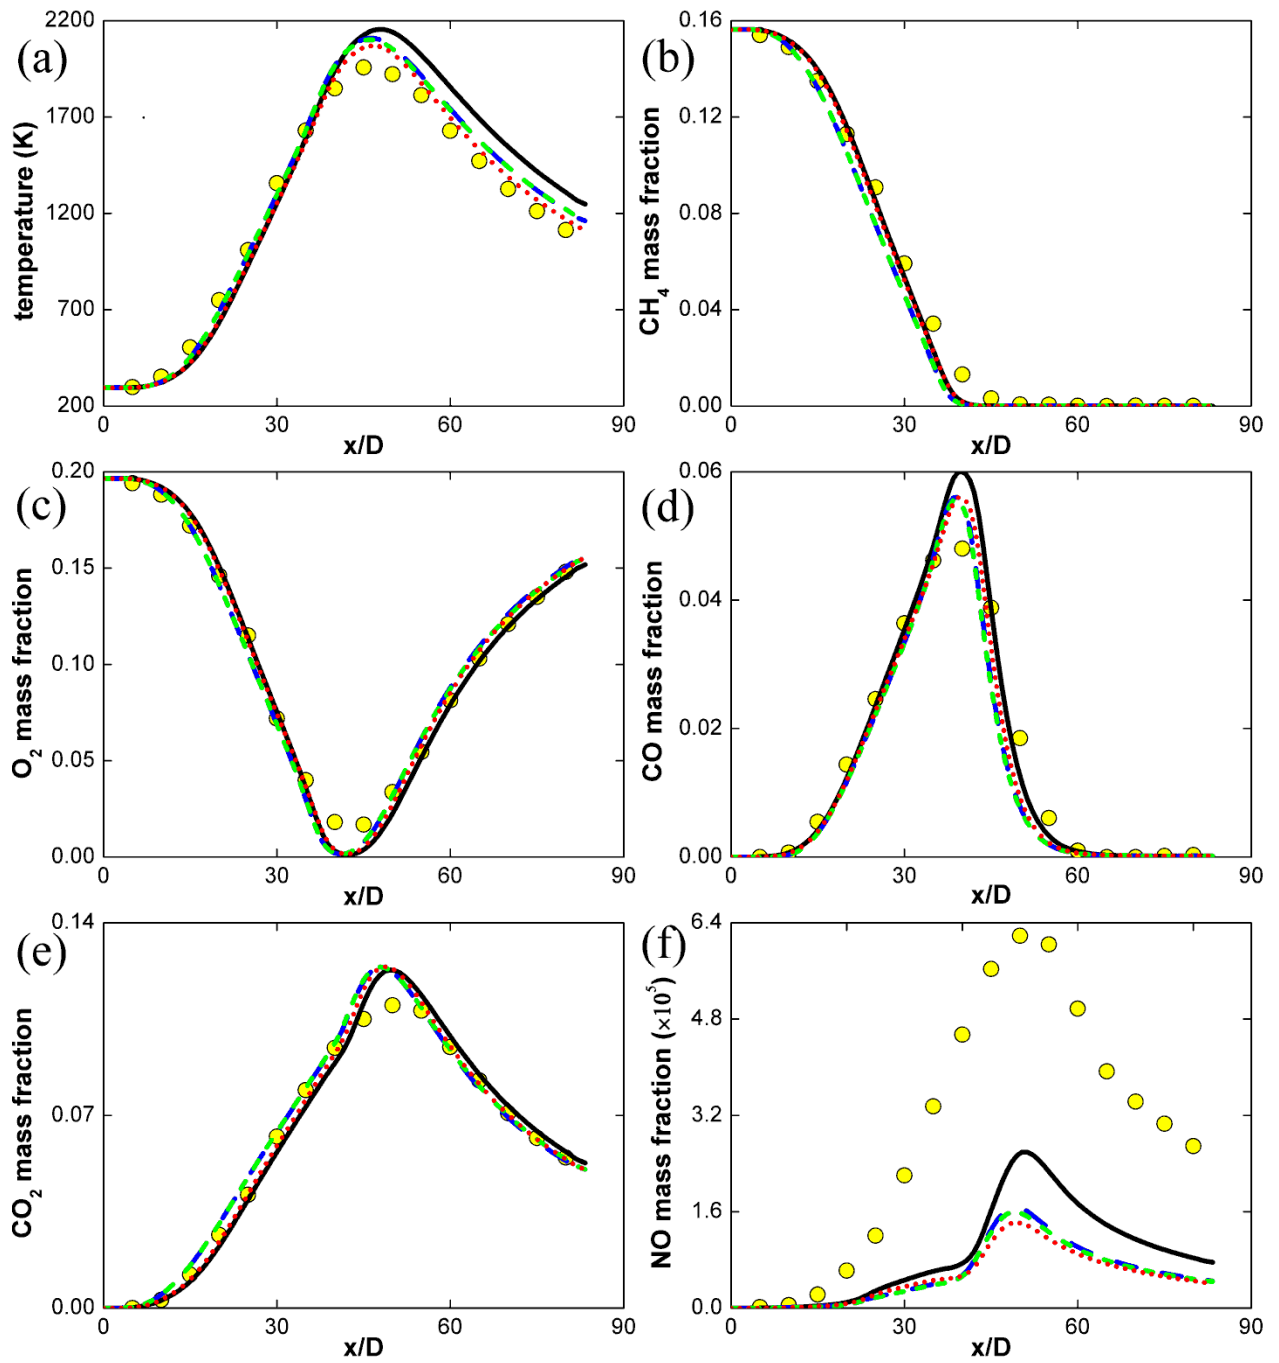 (a)
2200
1700
1200
700
200
temperature (K)
0 30 60 90
x/D
(b)
0.16
0.12
0.08
0.04
0.00
CH₄ mass fraction
0 30 60 90
x/D
(c)
0.20
0.15
0.10
0.05
0.00
O₂ mass fraction
0 30 60 90
x/D
(d)
0.06
0.04
0.02
0.00
CO mass fraction
0 30 60 90
x/D
(e)
0.14
0.07
0.00
CO₂ mass fraction
0 30 60 90
x/D
(f)
6.4
4.8
3.2
1.6
0.0
NO mass fraction (×10⁵)
0 30 60 90
x/D